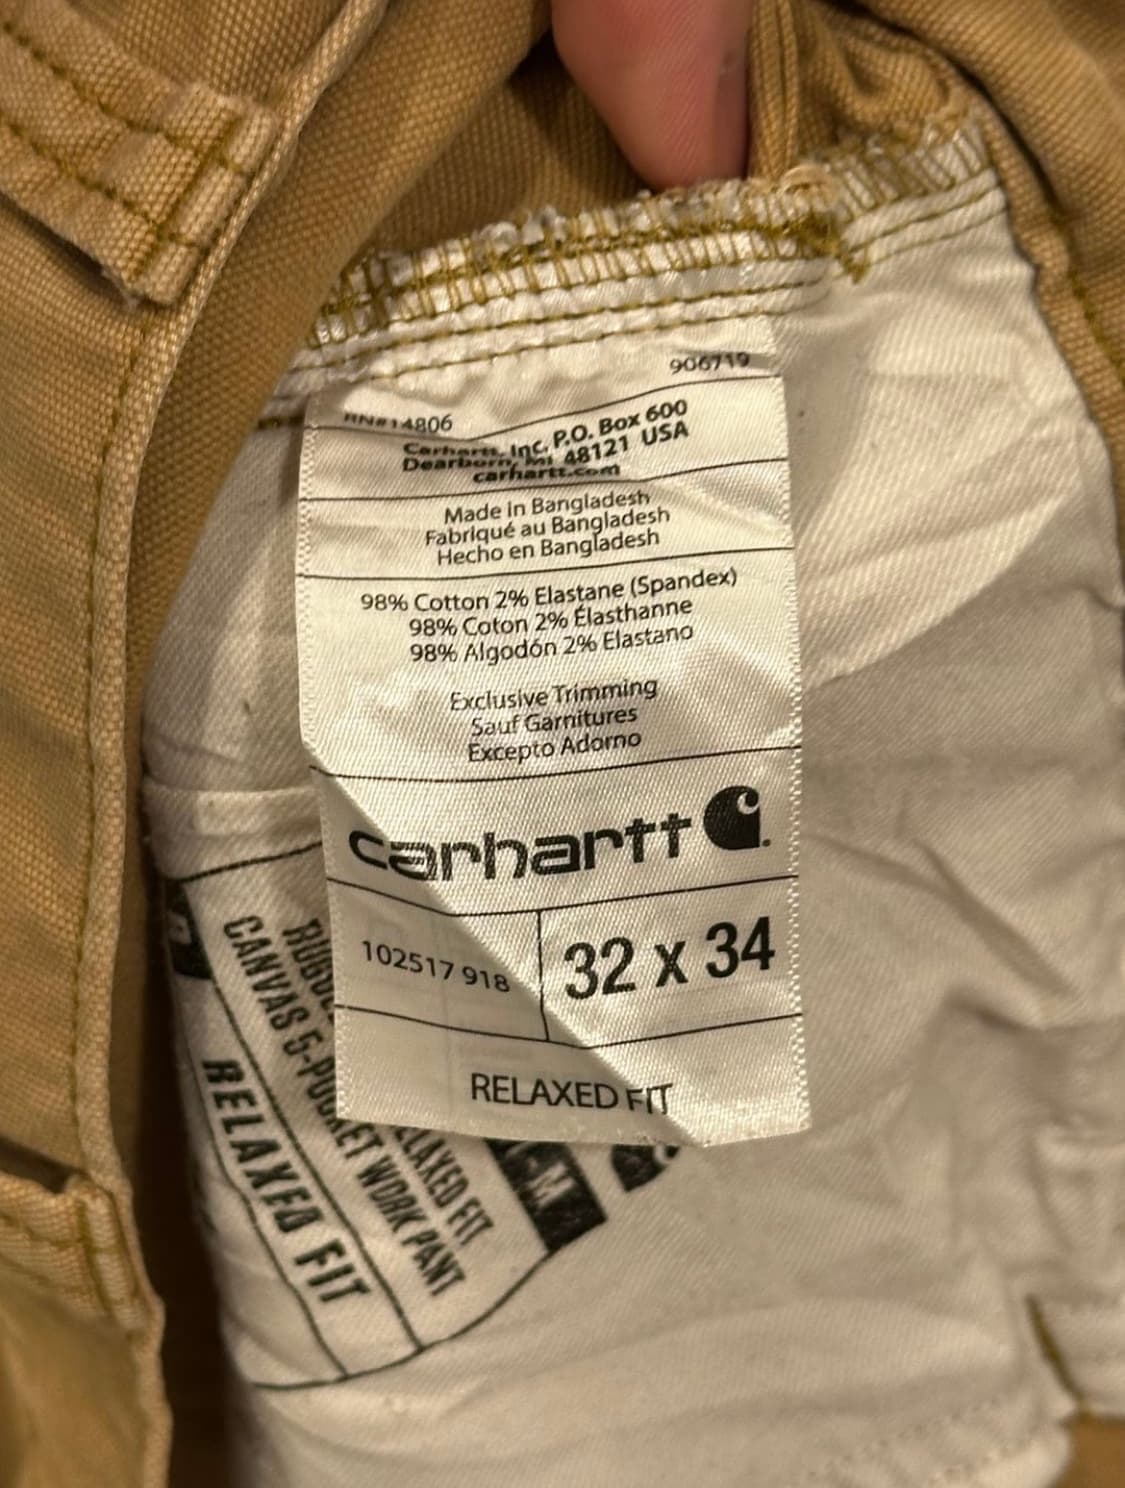 906719
RN#14806
Carhartt, Inc. P.O. Box 600
Dearborn, MI 48121 USA
carhartt.com
Made in Bangladesh
Fabriqué au Bangladesh
Hecho en Bangladesh
98% Cotton 2% Elastane (Spandex)
98% Coton 2% Élasthanne
98% Algodón 2% Elastano
Exclusive Trimming
Sauf Garnitures
Excepto Adorno
carhartt
102517 918
32 x 34
RELAXED FIT
RELAXED FIT
CANVAS 5-POCKET WORK PANT
RELAXED FIT